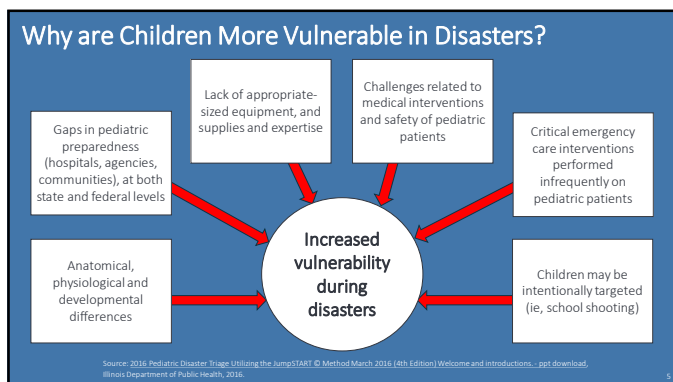 Why are Children More Vulnerable in Disasters?
Lack of appropriate-
sized equipment, and
supplies and expertise
Challenges related to
medical interventions
and safety of pediatric
patients
Gaps in pediatric
preparedness
(hospitals, agencies,
communities), at both
state and federal levels
Critical emergency
care interventions
performed
infrequently on
pediatric patients
Increased
vulnerability
during
disasters
Anatomical,
physiological and
developmental
differences
Children may be
intentionally targeted
(ie, school shooting)
Source: 2016 Pediatric Disaster Triage Utilizing the JumpSTART © Method March 2016 (4th Edition) Welcome and introductions. - ppt download,
Illinois Department of Public Health, 2016.
5